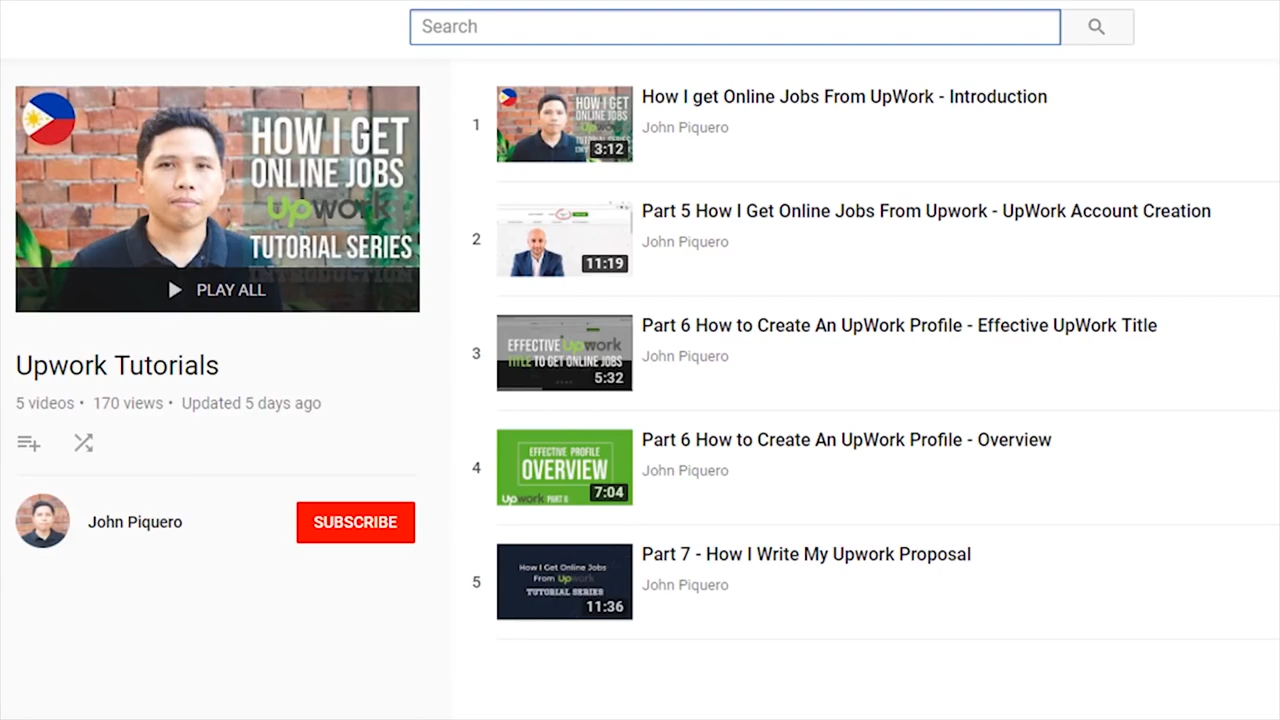 Search
HOW I GET
ONLINE JOBS
Upwork
TUTORIAL SERIES
INTRODUCTION
PLAY ALL
Upwork Tutorials
5 videos • 170 views • Updated 5 days ago
John Piquero
SUBSCRIBE
1
HOW I GET
ONLINE JOBS
Upwork
3:12
How I get Online Jobs From UpWork - Introduction
John Piquero
2
11:19
Part 5 How I Get Online Jobs From Upwork - UpWork Account Creation
John Piquero
3
EFFECTIVE Upwork
TITLE TO GET ONLINE JOBS
5:32
Part 6 How to Create An UpWork Profile - Effective UpWork Title
John Piquero
4
EFFECTIVE PROFILE
OVERVIEW
Upwork PART 6
7:04
Part 6 How to Create An UpWork Profile - Overview
John Piquero
5
How I Get Online Jobs
From Upwork
TUTORIAL SERIES
11:36
Part 7 - How I Write My Upwork Proposal
John Piquero